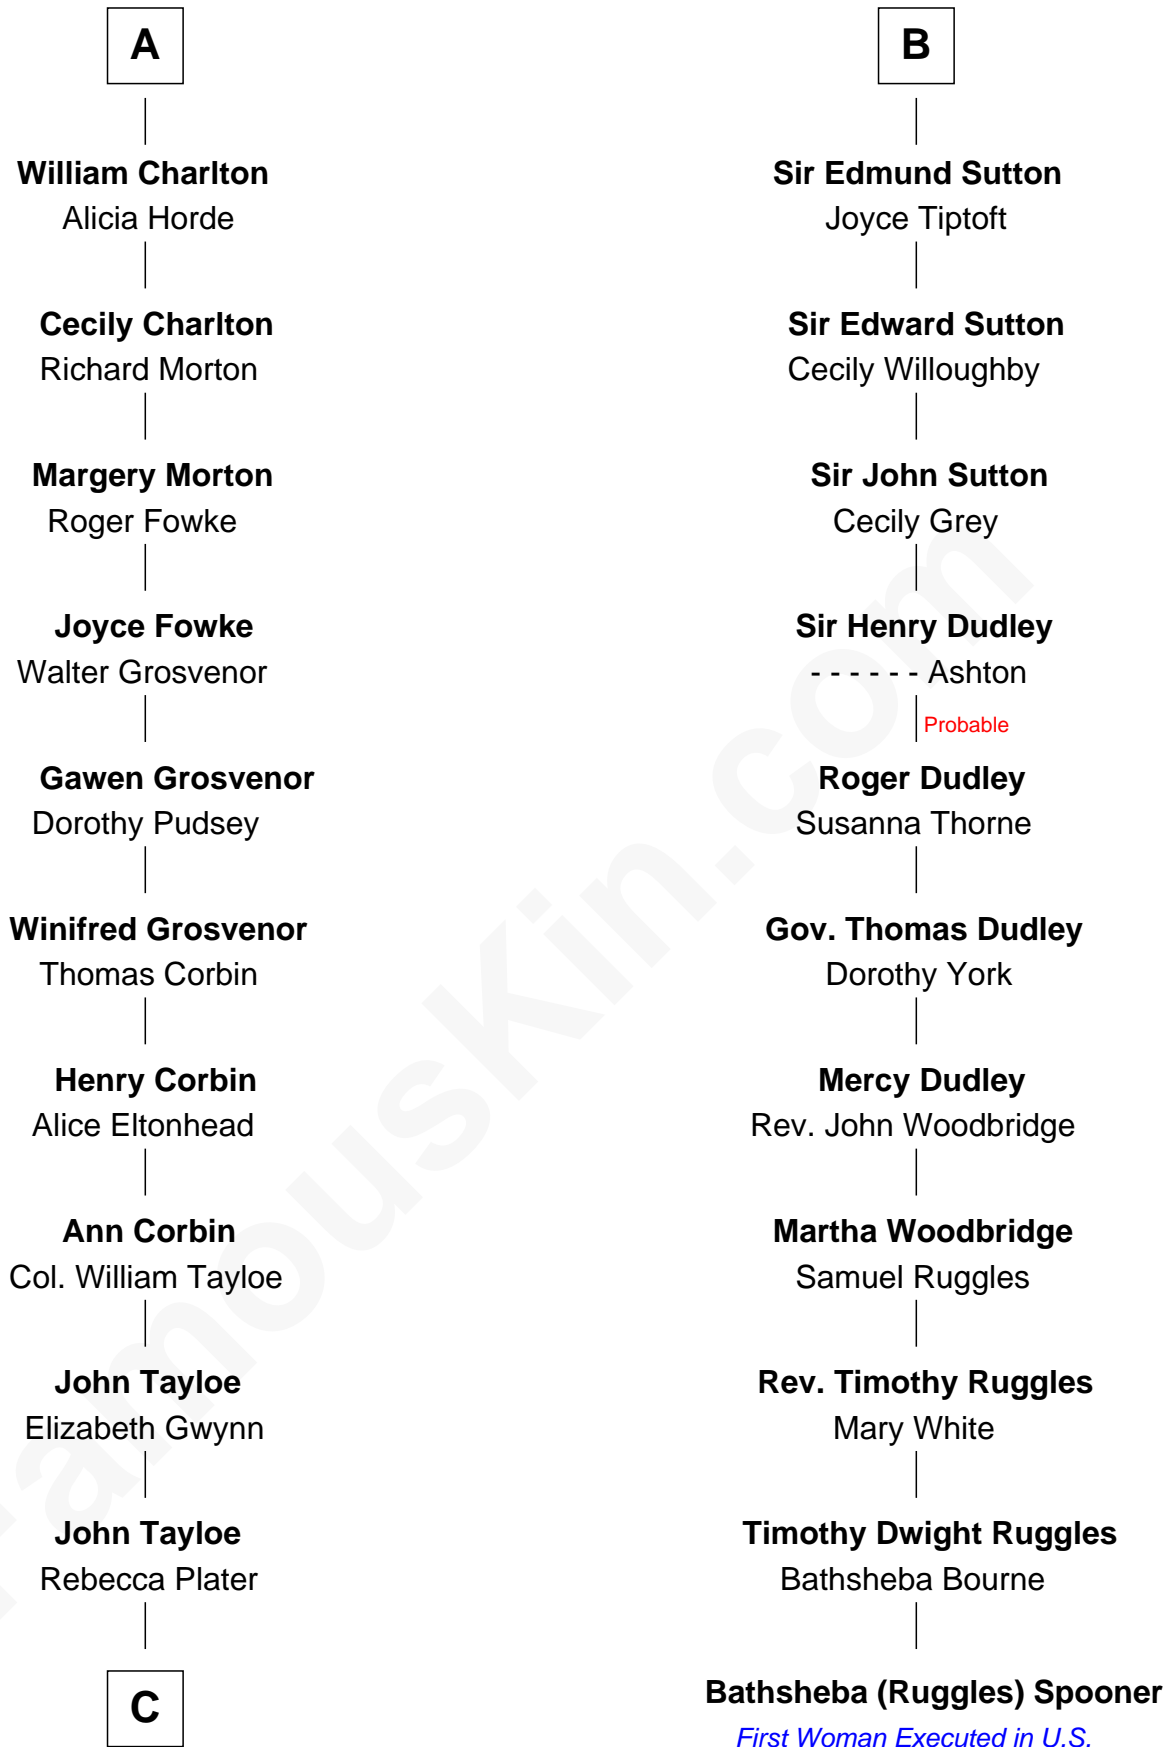 A
William Charlton
Alicia Horde
Cecily Charlton
Richard Morton
Margery Morton
Roger Fowke
Joyce Fowke
Walter Grosvenor
Gawen Grosvenor
Dorothy Pudsey
Winifred Grosvenor
Thomas Corbin
Henry Corbin
Alice Eltonhead
Ann Corbin
Col. William Tayloe
John Tayloe
Elizabeth Gwynn
John Tayloe
Rebecca Plater
C
B
Sir Edmund Sutton
Joyce Tiptoft
Sir Edward Sutton
Cecily Willoughby
Sir John Sutton
Cecily Grey
Sir Henry Dudley
- - - - - - Ashton
Probable
Roger Dudley
Susanna Thorne
Gov. Thomas Dudley
Dorothy York
Mercy Dudley
Rev. John Woodbridge
Martha Woodbridge
Samuel Ruggles
Rev. Timothy Ruggles
Mary White
Timothy Dwight Ruggles
Bathsheba Bourne
Bathsheba (Ruggles) Spooner
First Woman Executed in U.S.
FamousKin.com